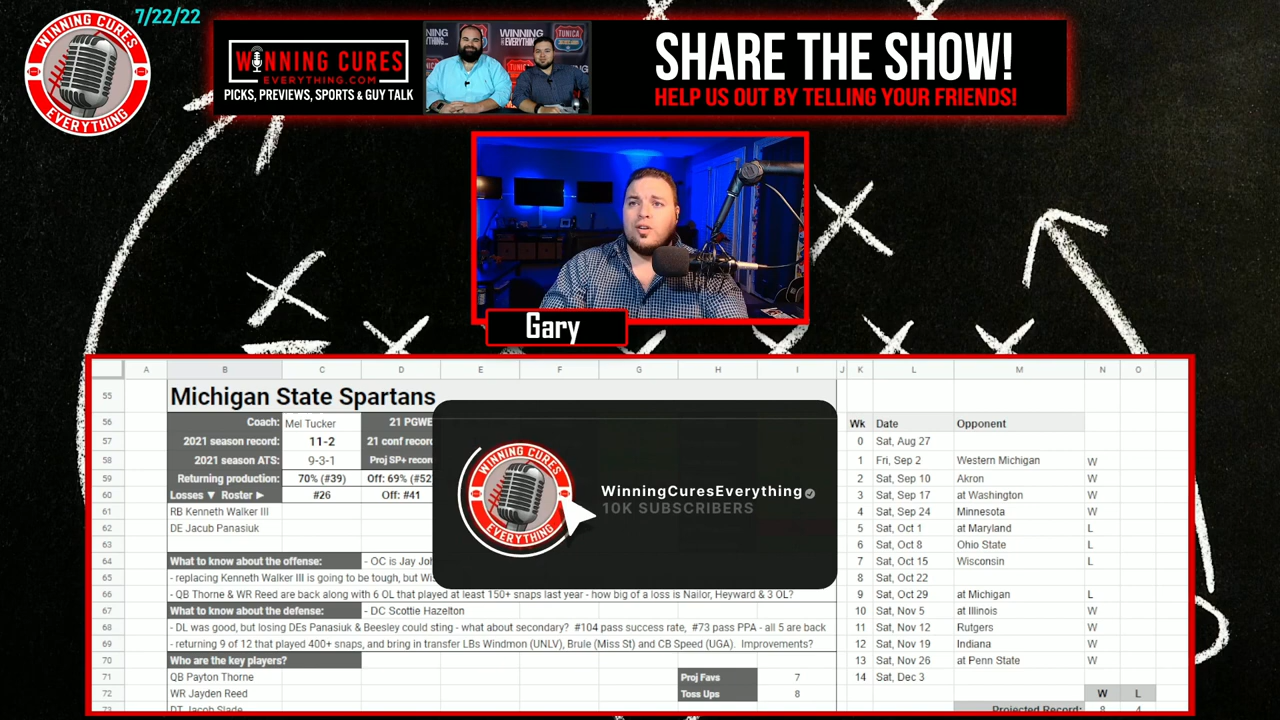 7/22/22
WINNING CURES
EVERYTHING
WINNING CURES
EVERYTHING.COM
PICKS, PREVIEWS, SPORTS & GUY TALK
SHARE THE SHOW!
HELP US OUT BY TELLING YOUR FRIENDS!
Gary
A B C D E F G H I J K L M N O
55 Michigan State Spartans
56 Coach: Mel Tucker 21 PGWE Wk Date Opponent
57 2021 season record: 11-2 21 conf record 0 Sat, Aug 27
58 2021 season ATS: 9-3-1 Proj SP+ record 1 Fri, Sep 2 Western Michigan W
59 Returning production: 70% (#39) Off: 69% (#52 2 Sat, Sep 10 Akron W
60 Losses ▼ Roster ► #26 Off: #41 3 Sat, Sep 17 at Washington W
61 RB Kenneth Walker III 4 Sat, Sep 24 Minnesota W
62 DE Jacub Panasiuk 5 Sat, Oct 1 at Maryland L
63 6 Sat, Oct 8 Ohio State L
64 What to know about the offense: - OC is Jay Joh 7 Sat, Oct 15 Wisconsin L
65 - replacing Kenneth Walker III is going to be tough, but Wis 8 Sat, Oct 22
66 - QB Thorne & WR Reed are back along with 6 OL that played at least 150+ snaps last year - how big of a loss is Nailor, Heyward & 3 OL? 9 Sat, Oct 29 at Michigan L
67 What to know about the defense: - DC Scottie Hazelton 10 Sat, Nov 5 at Illinois W
68 - DL was good, but losing DEs Panasiuk & Beesley could sting - what about secondary? #104 pass success rate, #73 pass PPA - all 5 are back 11 Sat, Nov 12 Rutgers W
69 - returning 9 of 12 that played 400+ snaps, and bring in transfer LBs Windmon (UNLV), Brule (Miss St) and CB Speed (UGA). Improvements? 12 Sat, Nov 19 Indiana W
70 Who are the key players? 13 Sat, Nov 26 at Penn State W
71 QB Payton Thorne Proj Favs 7 14 Sat, Dec 3
72 WR Jayden Reed Toss Ups 8 W L
73 DT Jacob Slade Projected Record: 8 4
WINNING CURES
EVERYTHING
WinningCuresEverything
10K SUBSCRIBERS